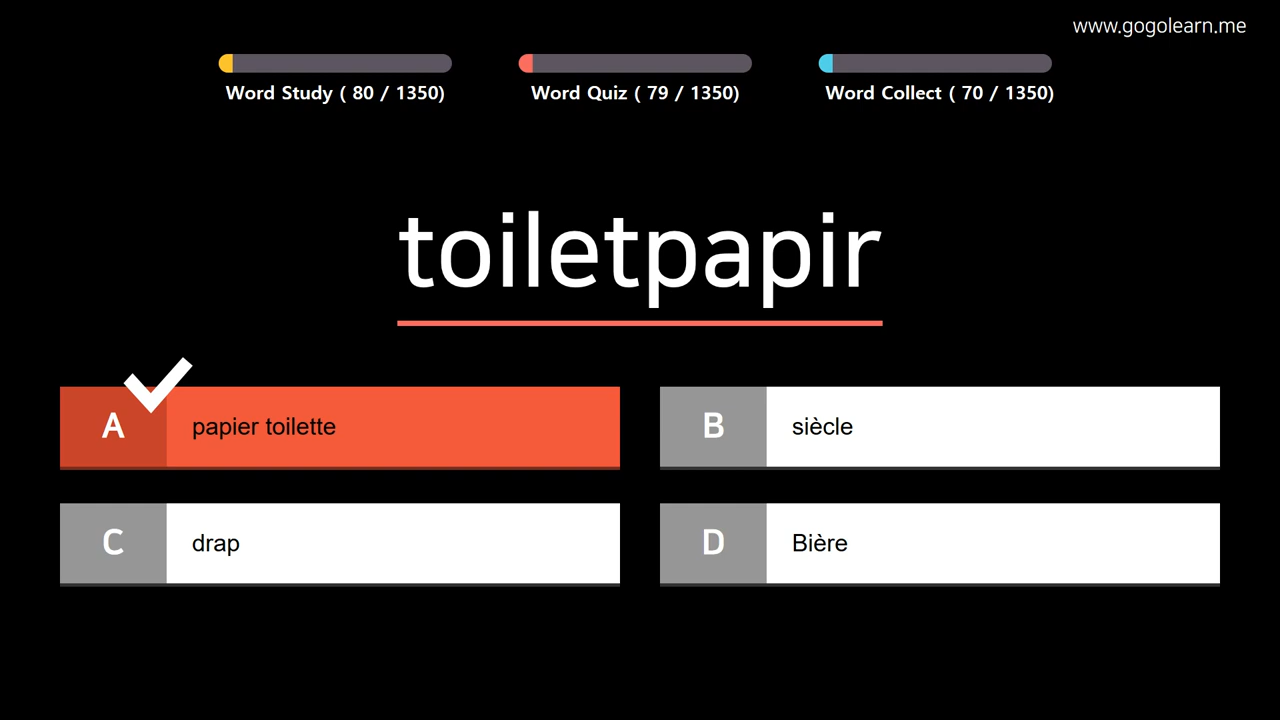 www.gogolearn.me
Word Study ( 80 / 1350)
Word Quiz ( 79 / 1350)
Word Collect ( 70 / 1350)
toiletpapir
A papier toilette
B siècle
C drap
D Bière